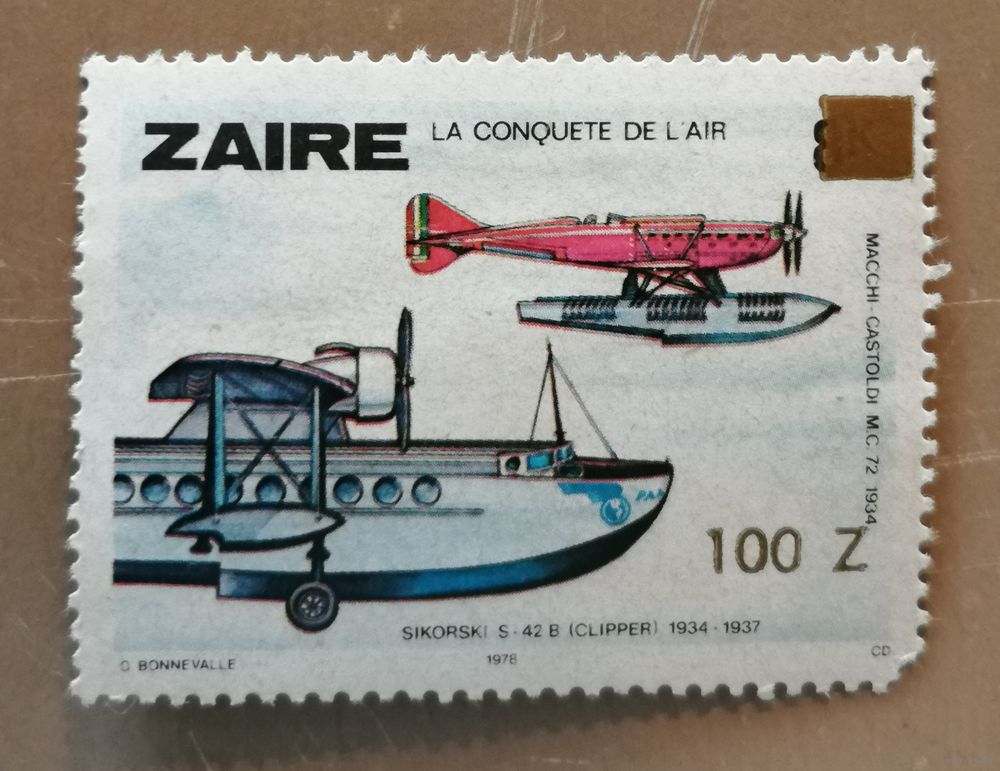 ZAIRE
LA CONQUETE DE L'AIR
MACCHI-CASTOLDI M.C. 72 1934
100 Z
SIKORSKI S-42 B (CLIPPER) 1934-1937
BONNEVALLE
1978
CD